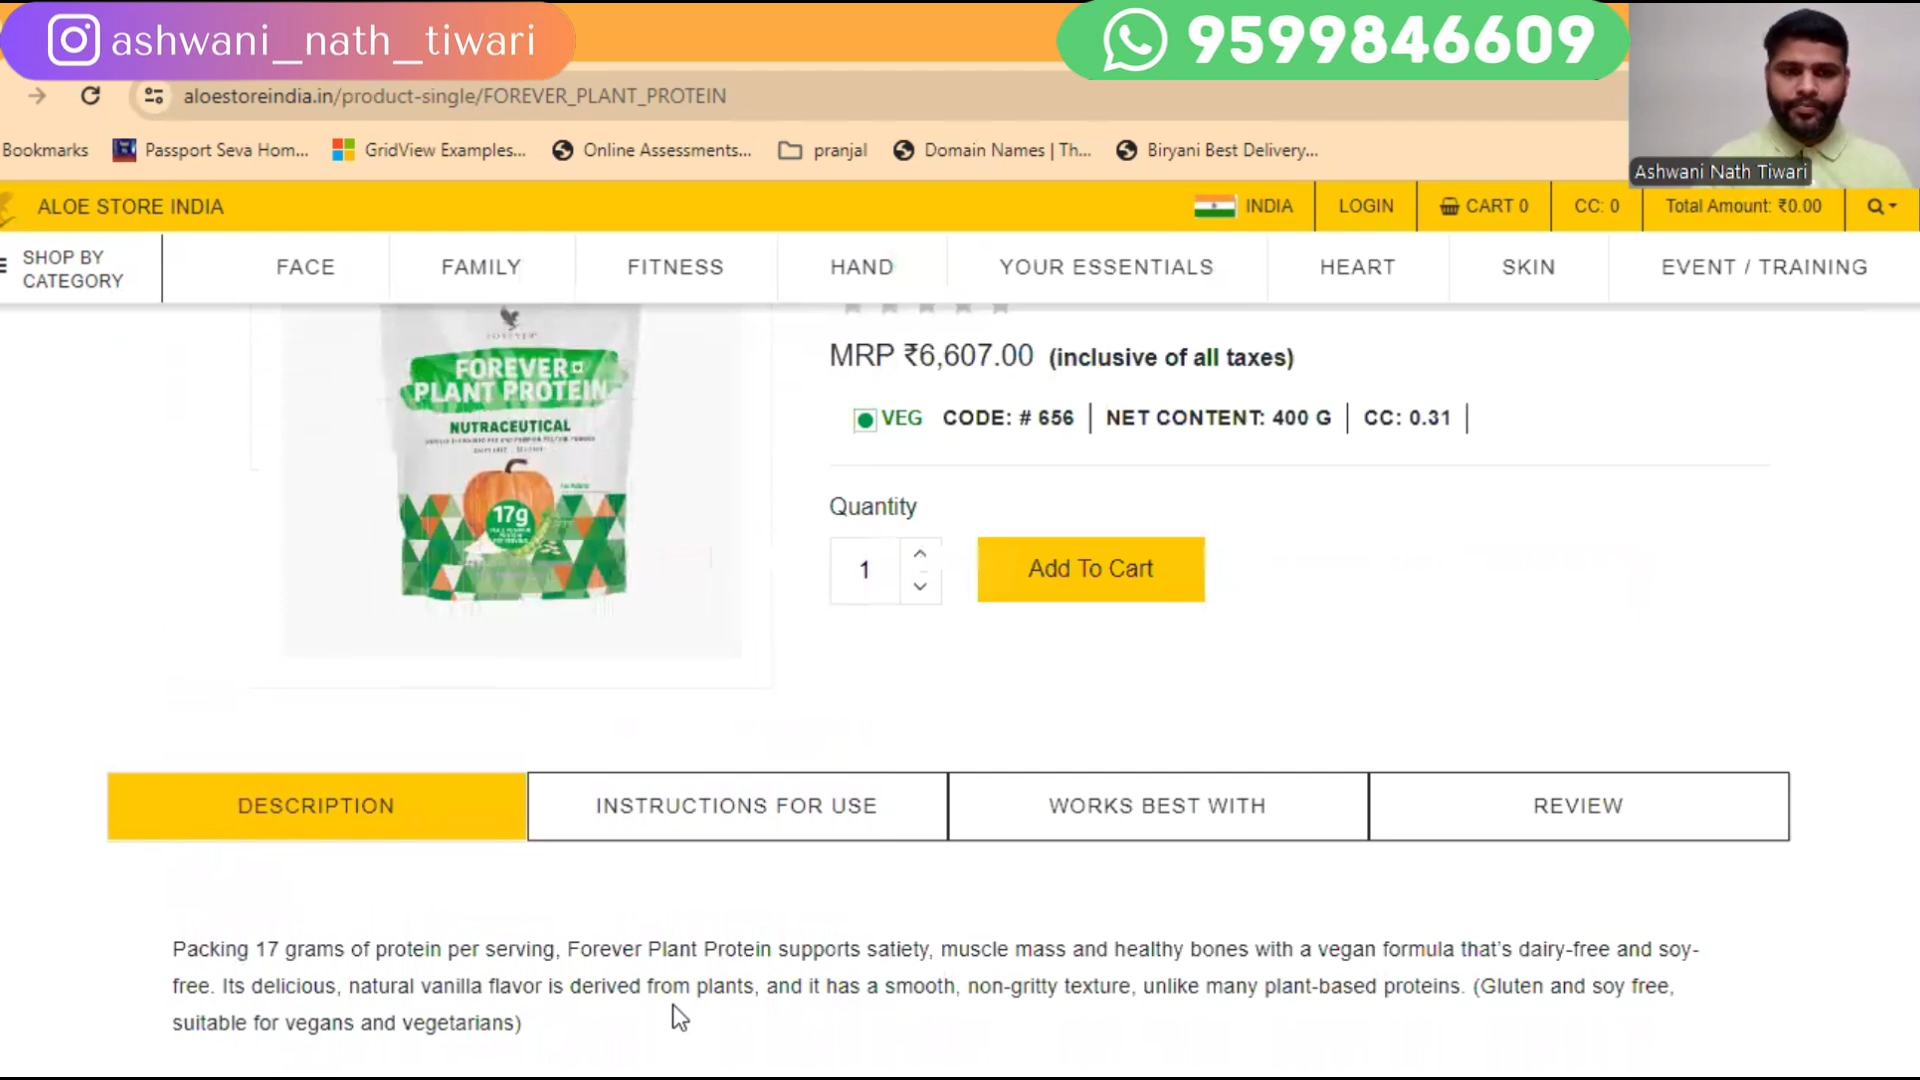 ashwani_nath_tiwari
9599846609
aloestoreindia.in/product-single/FOREVER_PLANT_PROTEIN
Bookmarks
Passport Seva Hom...
GridView Examples...
Online Assessments...
pranjal
Domain Names | Th...
Biryani Best Delivery...
Ashwani Nath Tiwari
ALOE STORE INDIA
INDIA
LOGIN
CART 0
CC: 0
Total Amount: ₹0.00
SHOP BY
CATEGORY
FACE
FAMILY
FITNESS
HAND
YOUR ESSENTIALS
HEART
SKIN
EVENT / TRAINING
FOREVER
FOREVER
PLANT PROTEIN
NUTRACEUTICAL
17g
MRP ₹6,607.00 (inclusive of all taxes)
VEG CODE: # 656 | NET CONTENT: 400 G | CC: 0.31 |
Quantity
1
Add To Cart
DESCRIPTION
INSTRUCTIONS FOR USE
WORKS BEST WITH
REVIEW
Packing 17 grams of protein per serving, Forever Plant Protein supports satiety, muscle mass and healthy bones with a vegan formula that's dairy-free and soy-
free. Its delicious, natural vanilla flavor is derived from plants, and it has a smooth, non-gritty texture, unlike many plant-based proteins. (Gluten and soy free,
suitable for vegans and vegetarians)